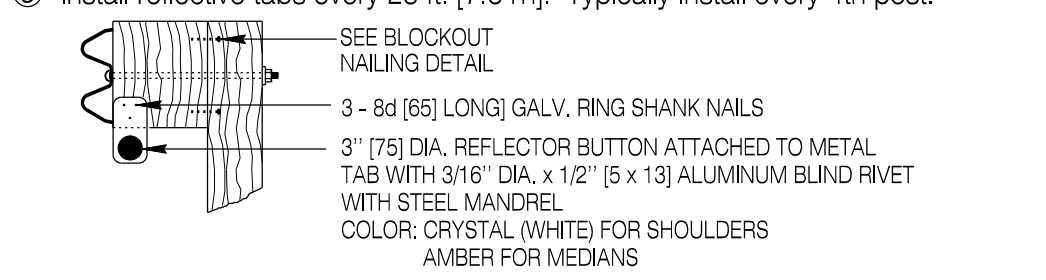 Install reflective tabs every 25 ft. [7.6 m]. Typically install every 4th post.
SEE BLOCKOUT
NAILING DETAIL
3 - 8d [65] LONG] GALV. RING SHANK NAILS
3'' [75] DIA. REFLECTOR BUTTON ATTACHED TO METAL
TAB WITH 3/16'' DIA. x 1/2'' [5 x 13] ALUMINUM BLIND RIVET
WITH STEEL MANDREL
COLOR: CRYSTAL (WHITE) FOR SHOULDERS
AMBER FOR MEDIANS